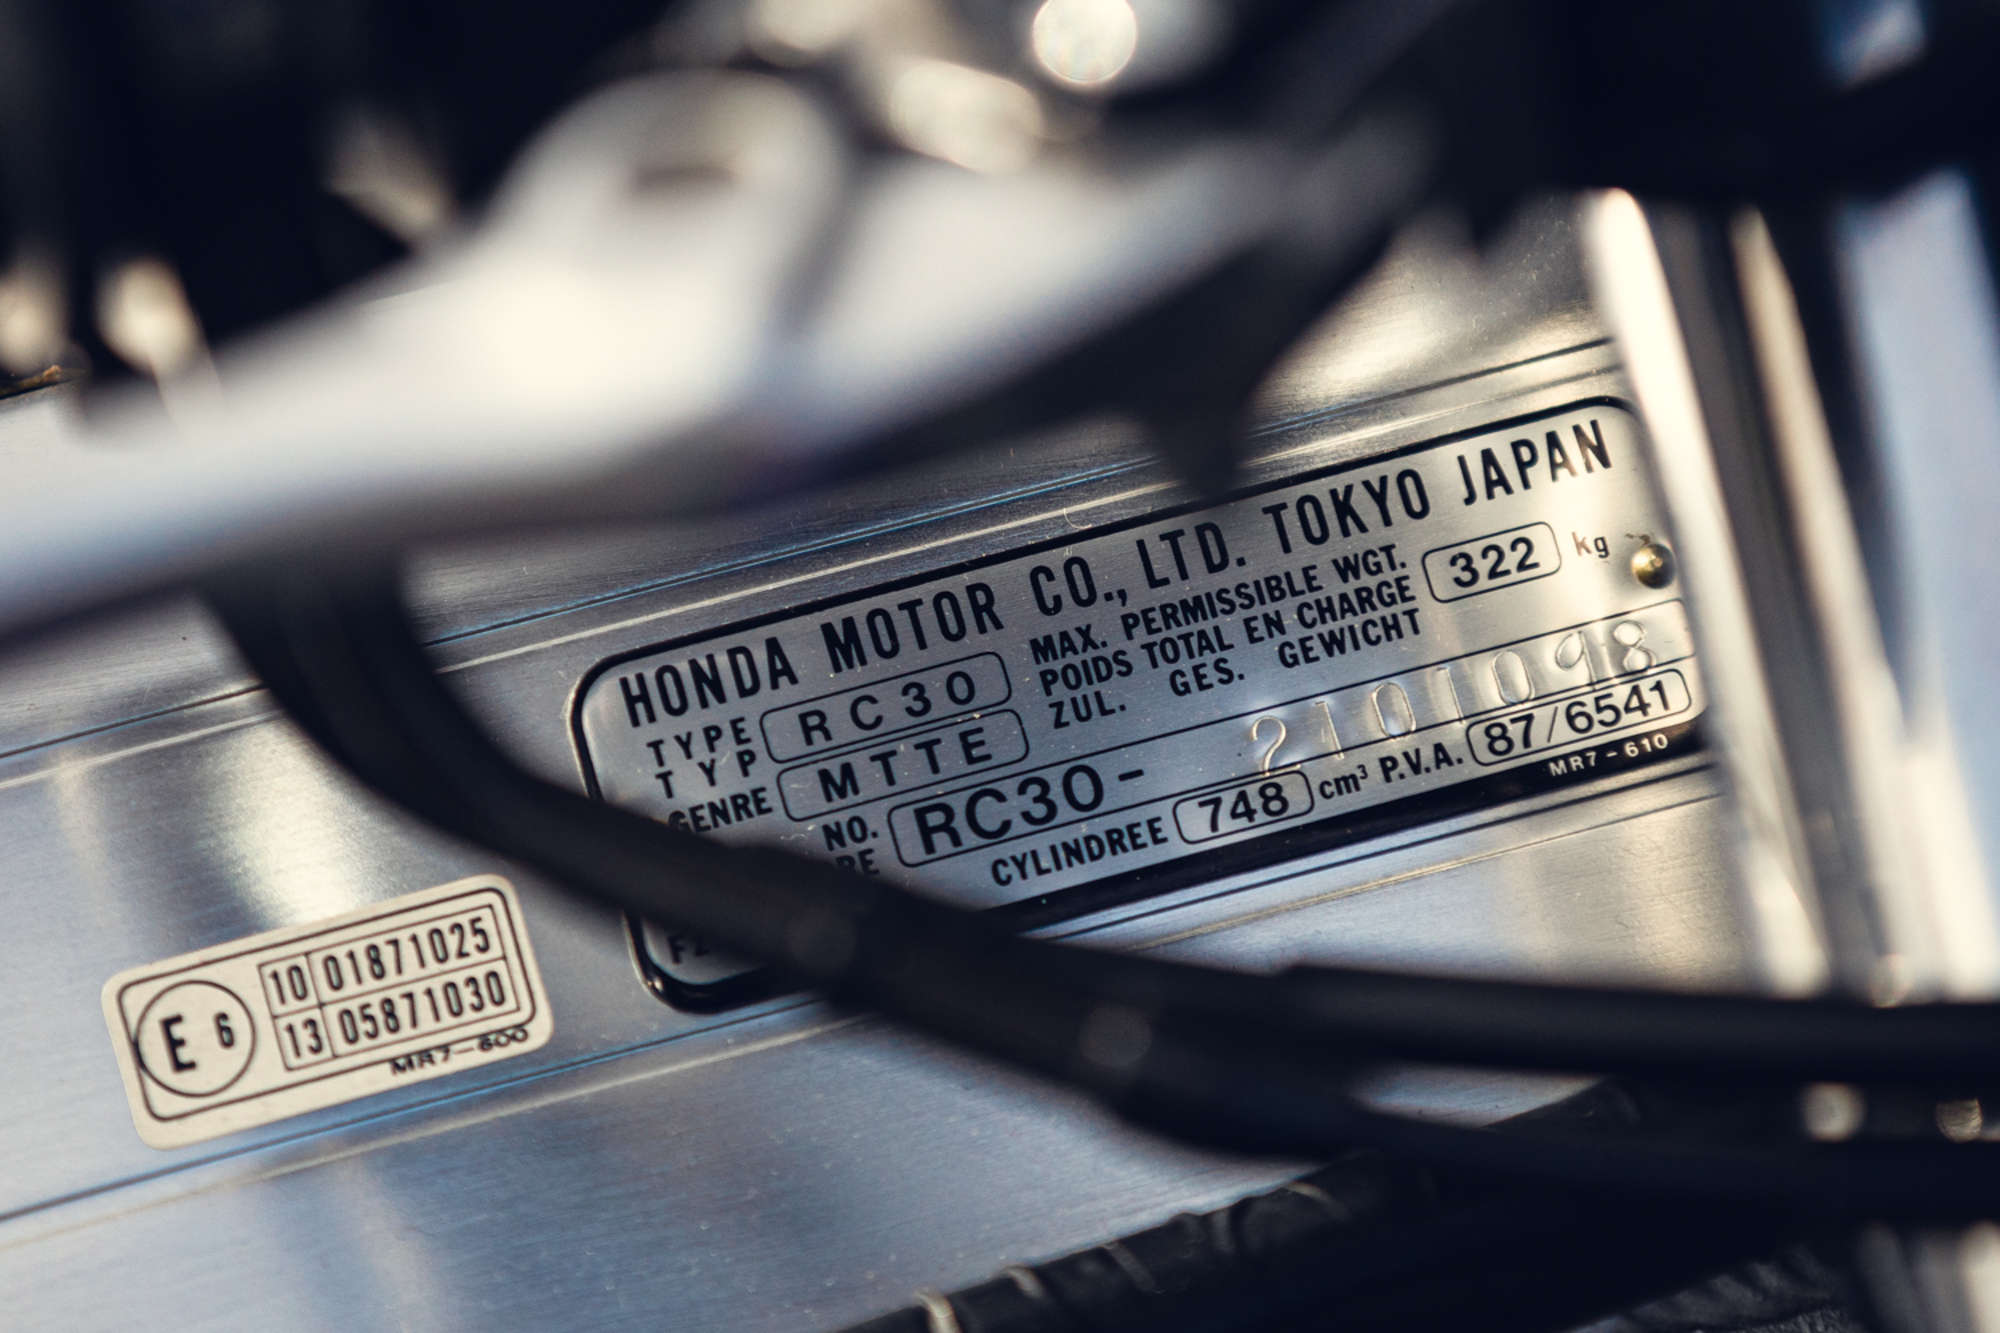 HONDA MOTOR CO., LTD. TOKYO JAPAN
TYPE
TYP
RC30
MAX. PERMISSIBLE WGT.
POIDS TOTAL EN CHARGE
ZUL. GES. GEWICHT
322 kg
GENRE MTTE
NO. RC30- 2101098
CYLINDREE 748 cm³ P.V.A. 87/6541
MR7-610
E 6
10 01871025
13 05871030
MR7-600